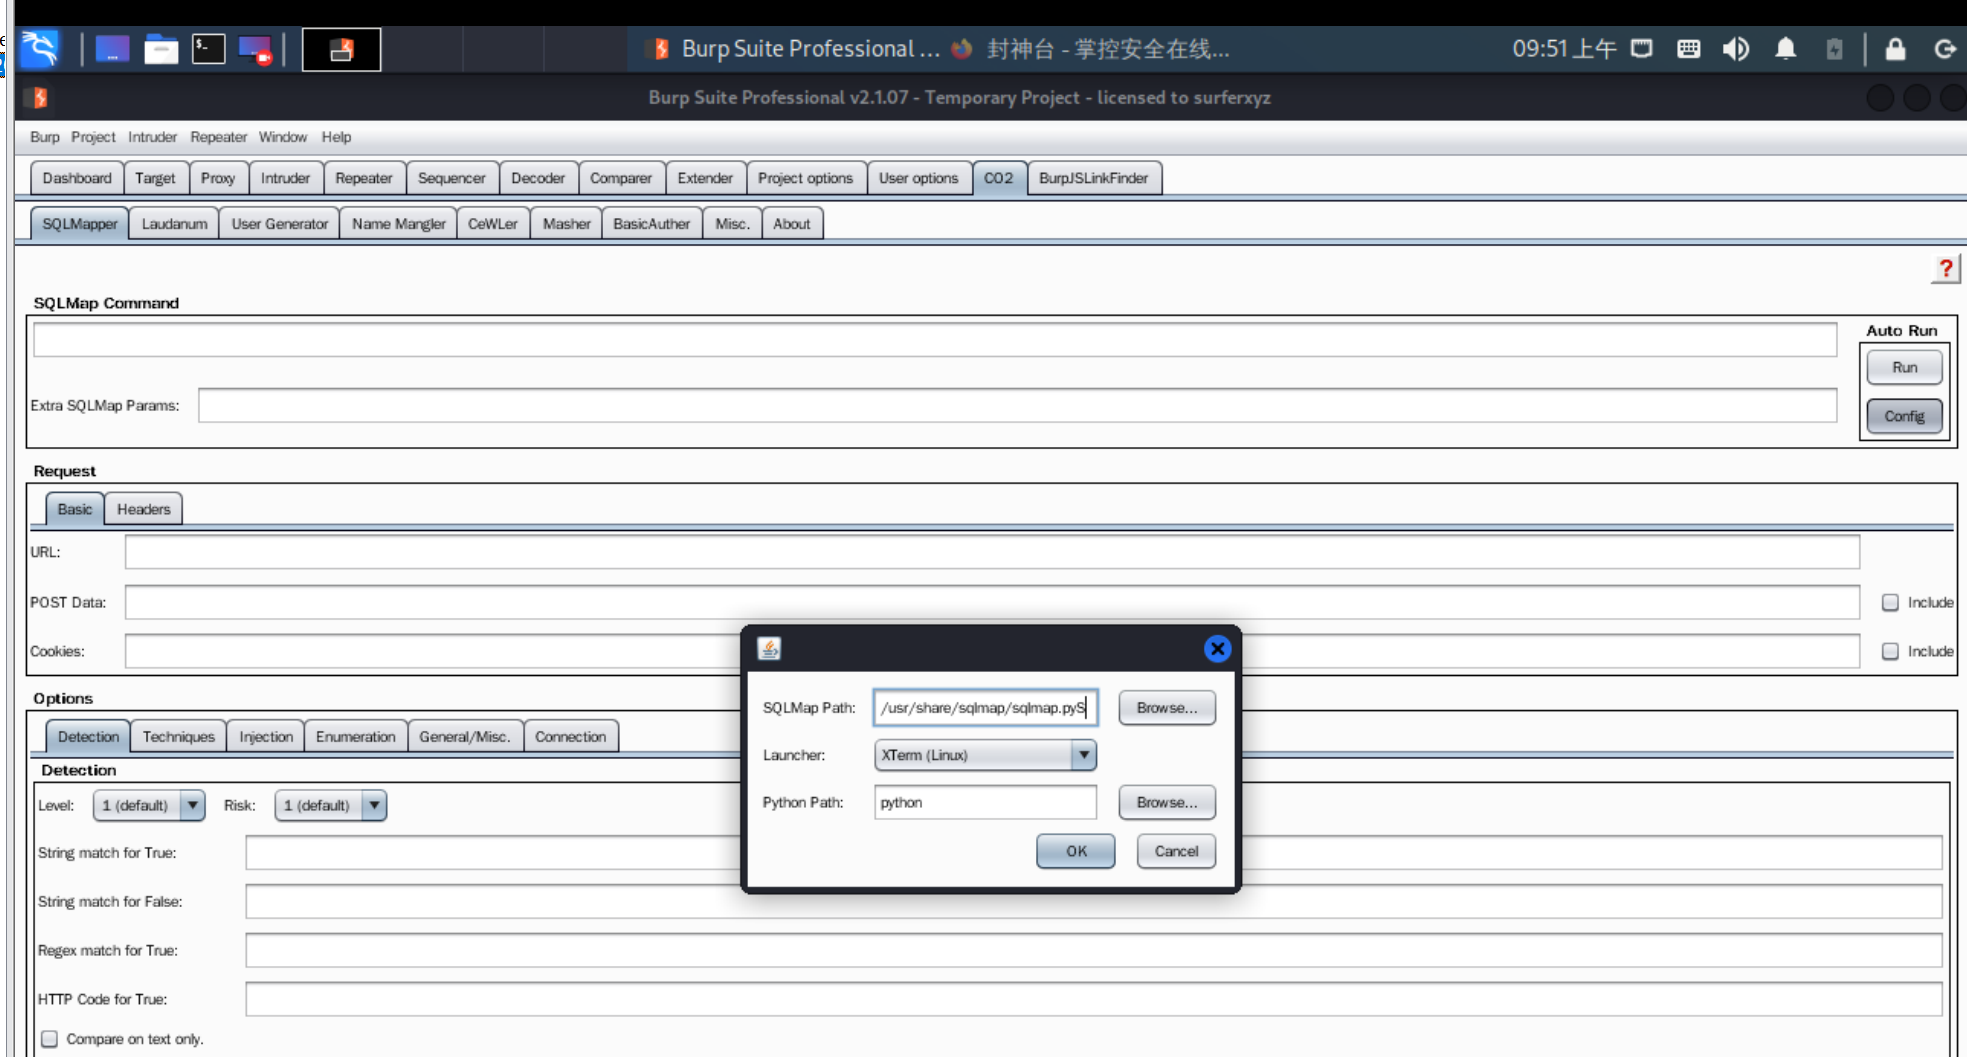 Burp Suite Professional ... 封神台 - 掌控安全在线... 09:51 上午
Burp Suite Professional v2.1.07 - Temporary Project - licensed to surferxyz
Burp Project Intruder Repeater Window Help
Dashboard Target Proxy Intruder Repeater Sequencer Decoder Comparer Extender Project options User options CO2 BurpJSLinkFinder
SQLMapper Laudanum User Generator Name Mangler CeWLer Masher BasicAuther Misc. About
?
SQLMap Command
Auto Run
Run
Extra SQLMap Params:
Config
Request
Basic Headers
URL:
POST Data: Include
Cookies: Include
Options
SQLMap Path: /usr/share/sqlmap/sqlmap.pyS Browse...
Detection Techniques Injection Enumeration General/Misc. Connection
Launcher: XTerm (Linux)
Detection
Level: 1 (default) Risk: 1 (default)
Python Path: python Browse...
OK Cancel
String match for True:
String match for False:
Regex match for True:
HTTP Code for True:
Compare on text only.